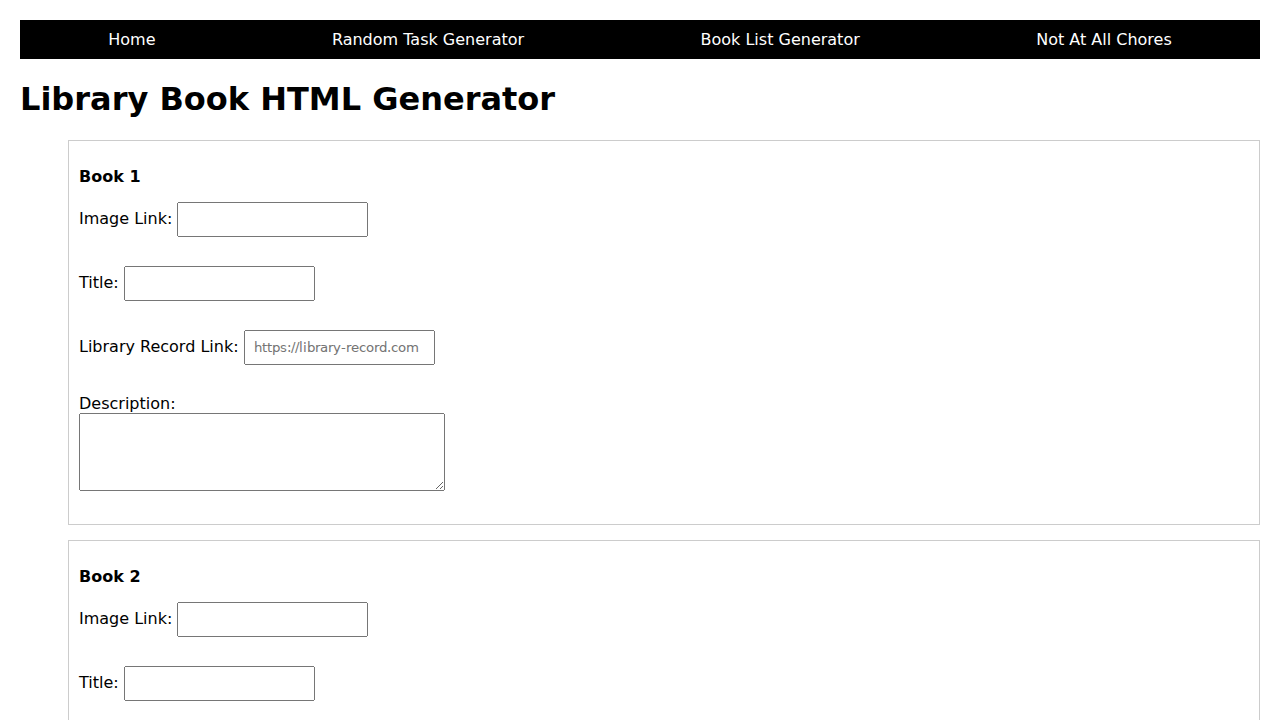 Home Random Task Generator Book List Generator Not At All Chores
Library Book HTML Generator
Book 1
Image Link:
Title:
Library Record Link: https://library-record.com
Description:
Book 2
Image Link:
Title: